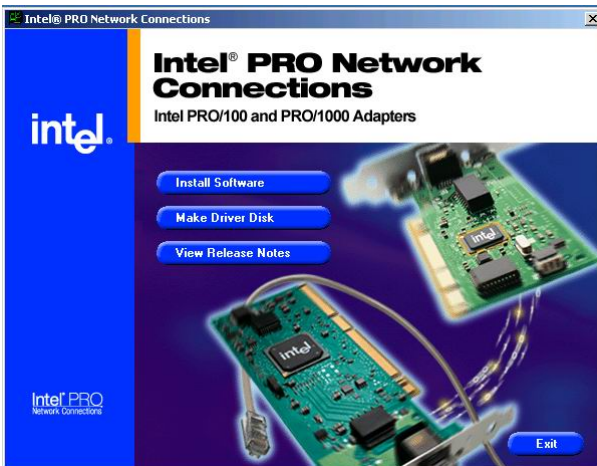 Intel® PRO Network Connections
Intel® PRO Network
Connections
Intel PRO/100 and PRO/1000 Adapters
intel.
Install Software
Make Driver Disk
View Release Notes
intel
intel
Intel® PRO
Network Connections
Exit